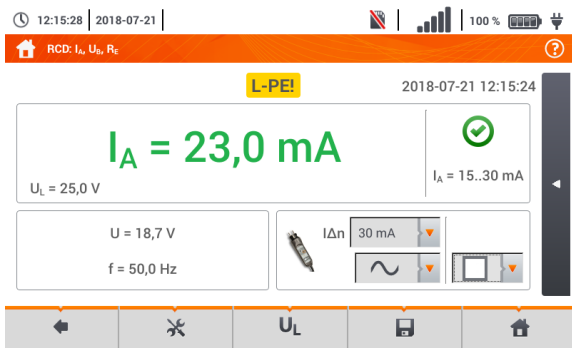 12:15:28 2018-07-21 100 %
RCD: IA, UB, RE
L-PE! 2018-07-21 12:15:24
IA = 23,0 mA
IA = 15..30 mA
UL = 25,0 V
U = 18,7 V
f = 50,0 Hz
IΔn 30 mA
UL